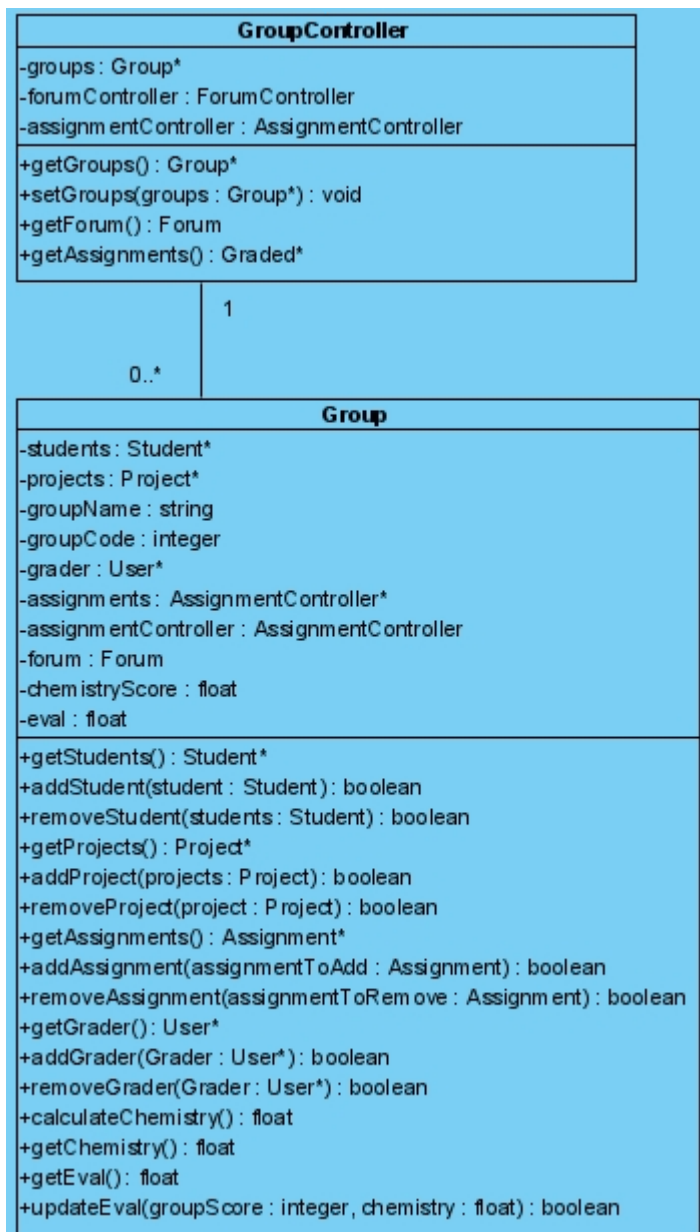 GroupController
-groups : Group*
-forumController : ForumController
-assignmentController : AssignmentController
+getGroups() : Group*
+setGroups(groups : Group*) : void
+getForum() : Forum
+getAssignments() : Graded*
1
0..*
Group
-students : Student*
-projects : Project*
-groupName : string
-groupCode : integer
-grader : User*
-assignments : AssignmentController*
-assignmentController : AssignmentController
-forum : Forum
-chemistryScore : float
-eval : float
+getStudents() : Student*
+addStudent(student : Student) : boolean
+removeStudent(students : Student) : boolean
+getProjects() : Project*
+addProject(projects : Project) : boolean
+removeProject(project : Project) : boolean
+getAssignments() : Assignment*
+addAssignment(assignmentToAdd : Assignment) : boolean
+removeAssignment(assignmentToRemove : Assignment) : boolean
+getGrader() : User*
+addGrader(Grader : User*) : boolean
+removeGrader(Grader : User*) : boolean
+calculateChemistry() : float
+getChemistry() : float
+getEval() : float
+updateEval(groupScore : integer, chemistry : float) : boolean